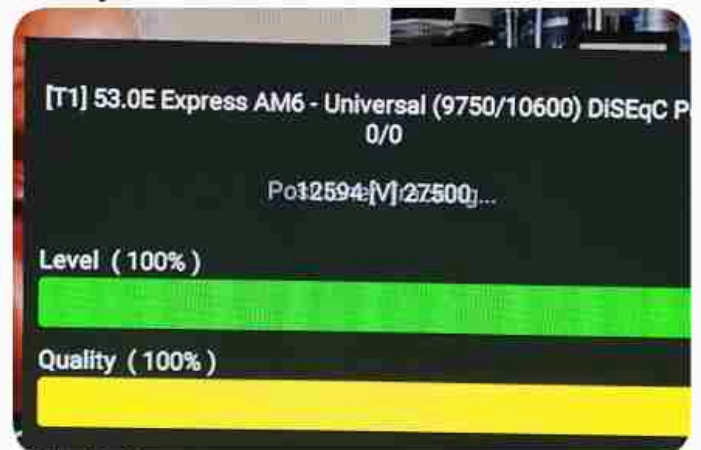 [T1] 53.0E Express AM6 - Universal (9750/10600) DiSEqC P
0/0
12594 [V] 27500
Level (100%)
Quality (100%)